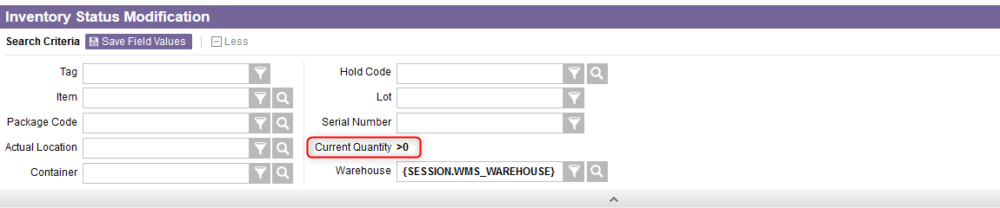 Inventory Status Modification
Search Criteria Save Field Values Less
Tag
Hold Code
Item
Lot
Package Code
Serial Number
Actual Location
Current Quantity >0
Container
Warehouse {SESSION.WMS_WAREHOUSE}